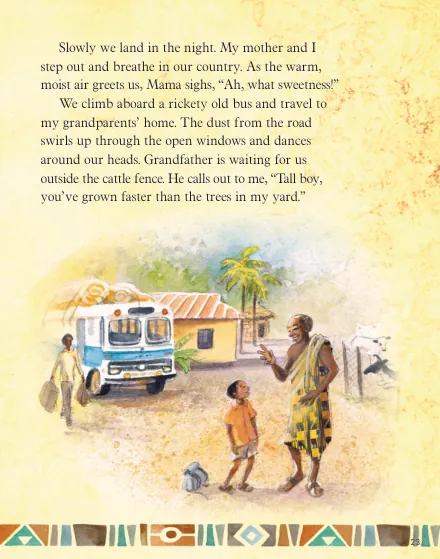 Slowly we land in the night. My mother and I
step out and breathe in our country. As the warm,
moist air greets us, Mama sighs, “Ah, what sweetness!”
We climb aboard a rickety old bus and travel to
my grandparents’ home. The dust from the road
swirls up through the open windows and dances
around our heads. Grandfather is waiting for us
outside the cattle fence. He calls out to me, “Tall boy,
you’ve grown faster than the trees in my yard.”
23